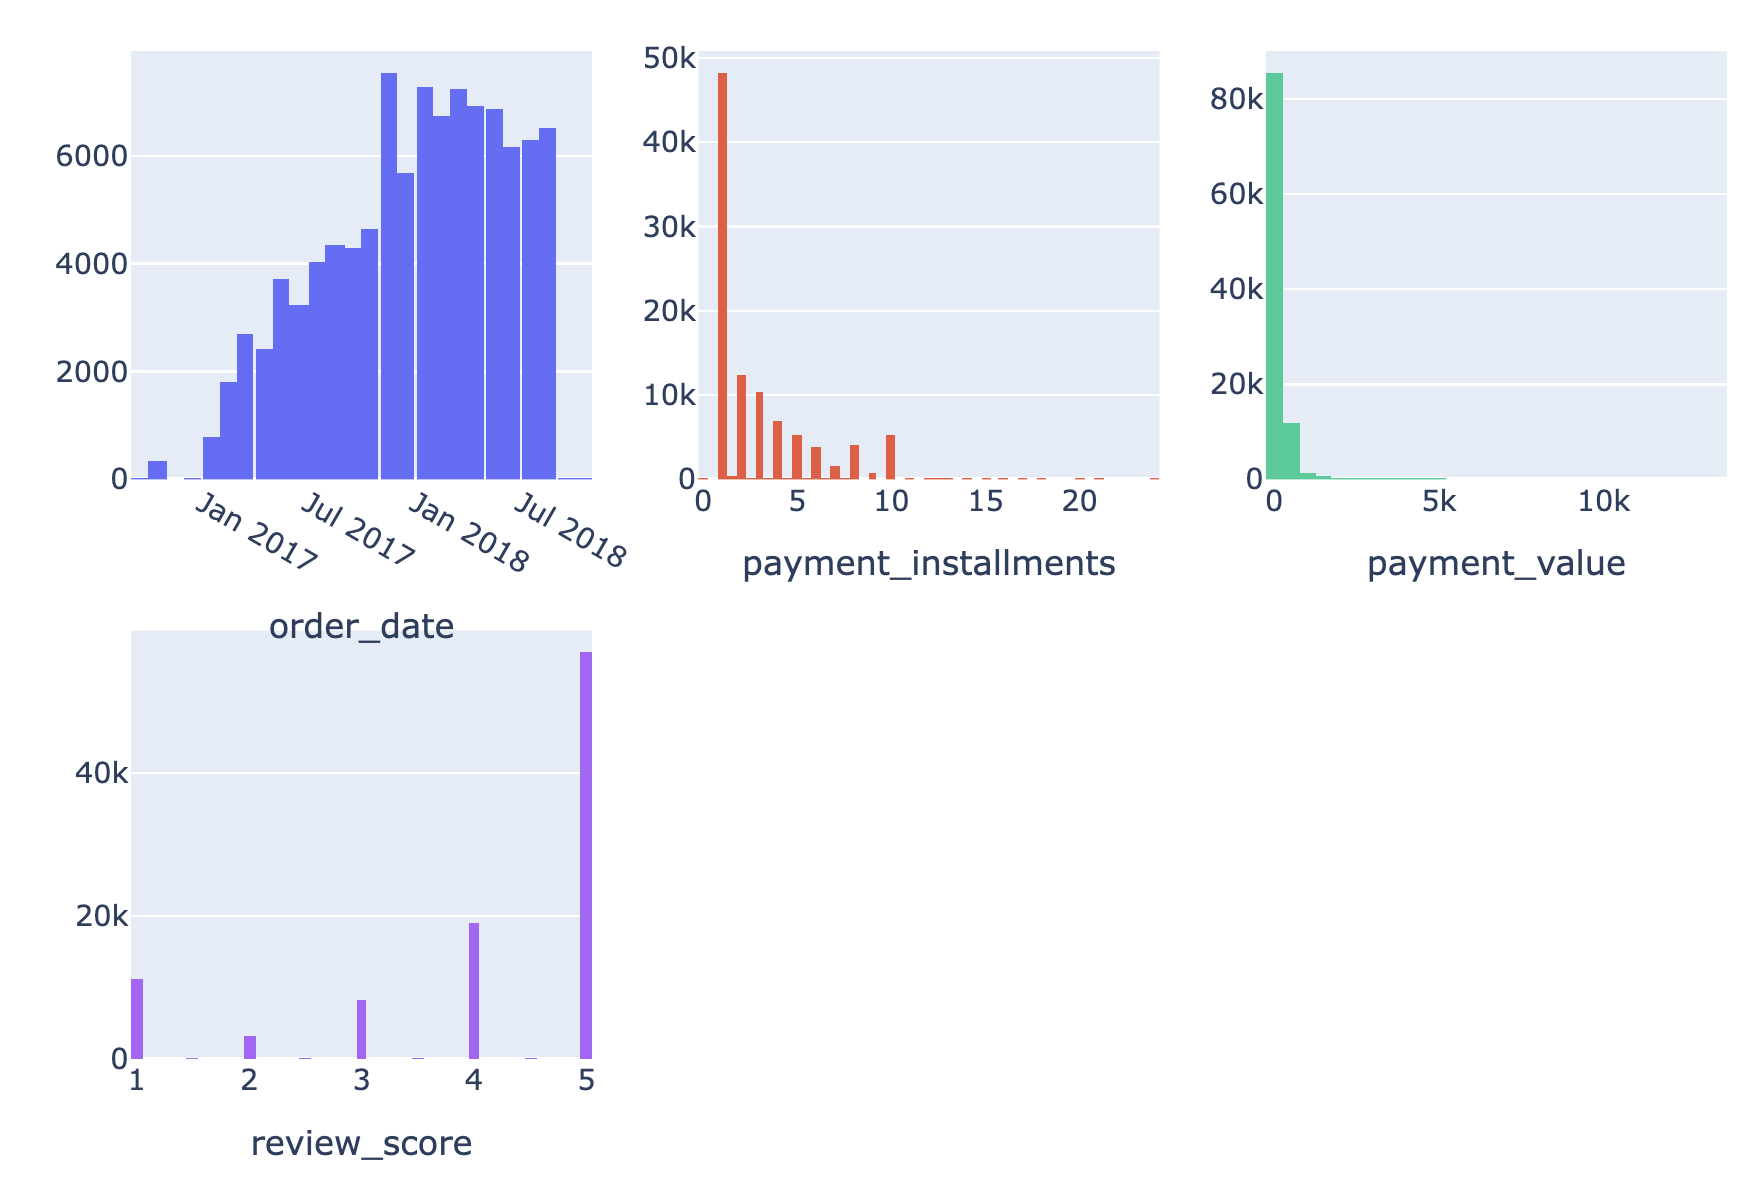 6000
4000
2000
0
Jan 2017
Jul 2017
Jan 2018
Jul 2018
order_date
50k
40k
30k
20k
10k
0
0 5 10 15 20
payment_installments
80k
60k
40k
20k
0
0 5k 10k
payment_value
40k
20k
0
1 2 3 4 5
review_score